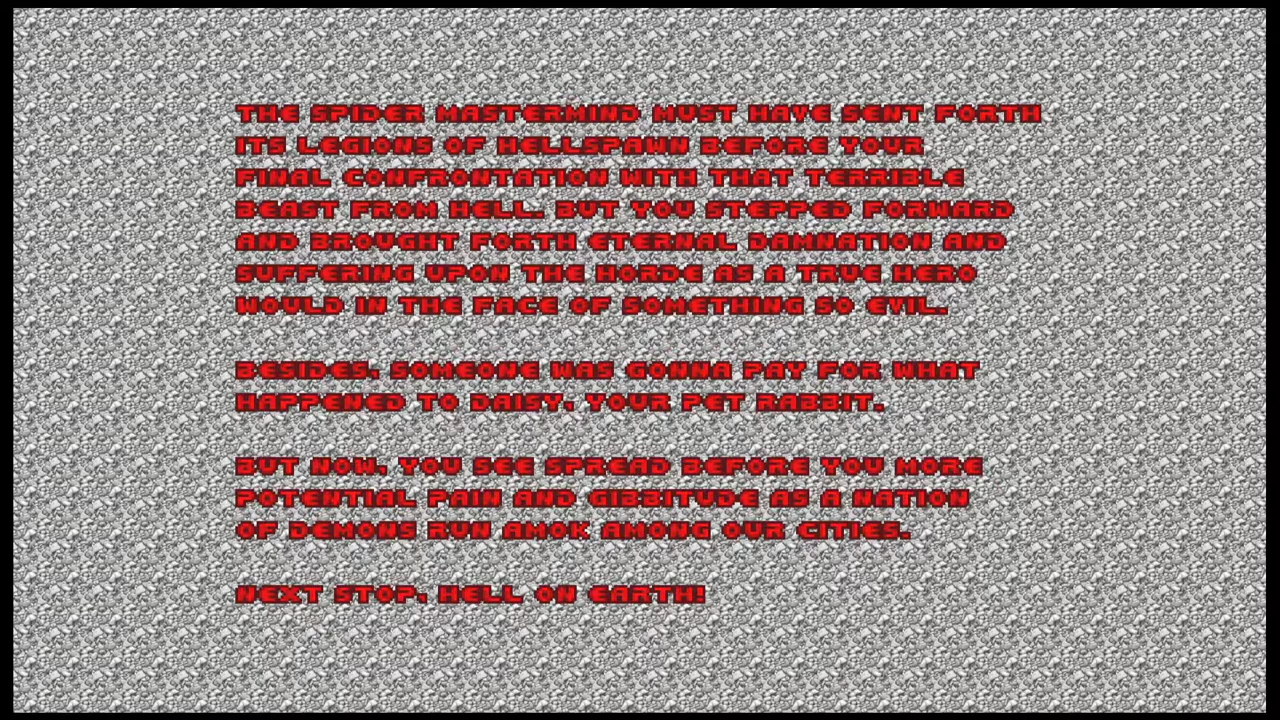 THE SPIDER MASTERMIND MUST HAVE SENT FORTH
ITS LEGIONS OF HELLSPAWN BEFORE YOUR
FINAL CONFRONTATION WITH THAT TERRIBLE
BEAST FROM HELL. BUT YOU STEPPED FORWARD
AND BROUGHT FORTH ETERNAL DAMNATION AND
SUFFERING UPON THE HORDE AS A TRUE HERO
WOULD IN THE FACE OF SOMETHING SO EVIL.
BESIDES, SOMEONE WAS GONNA PAY FOR WHAT
HAPPENED TO DAISY, YOUR PET RABBIT.
BUT NOW, YOU SEE SPREAD BEFORE YOU MORE
POTENTIAL PAIN AND GIBBITUDE AS A NATION
OF DEMONS RUN AMOK AMONG OUR CITIES.
NEXT STOP, HELL ON EARTH!